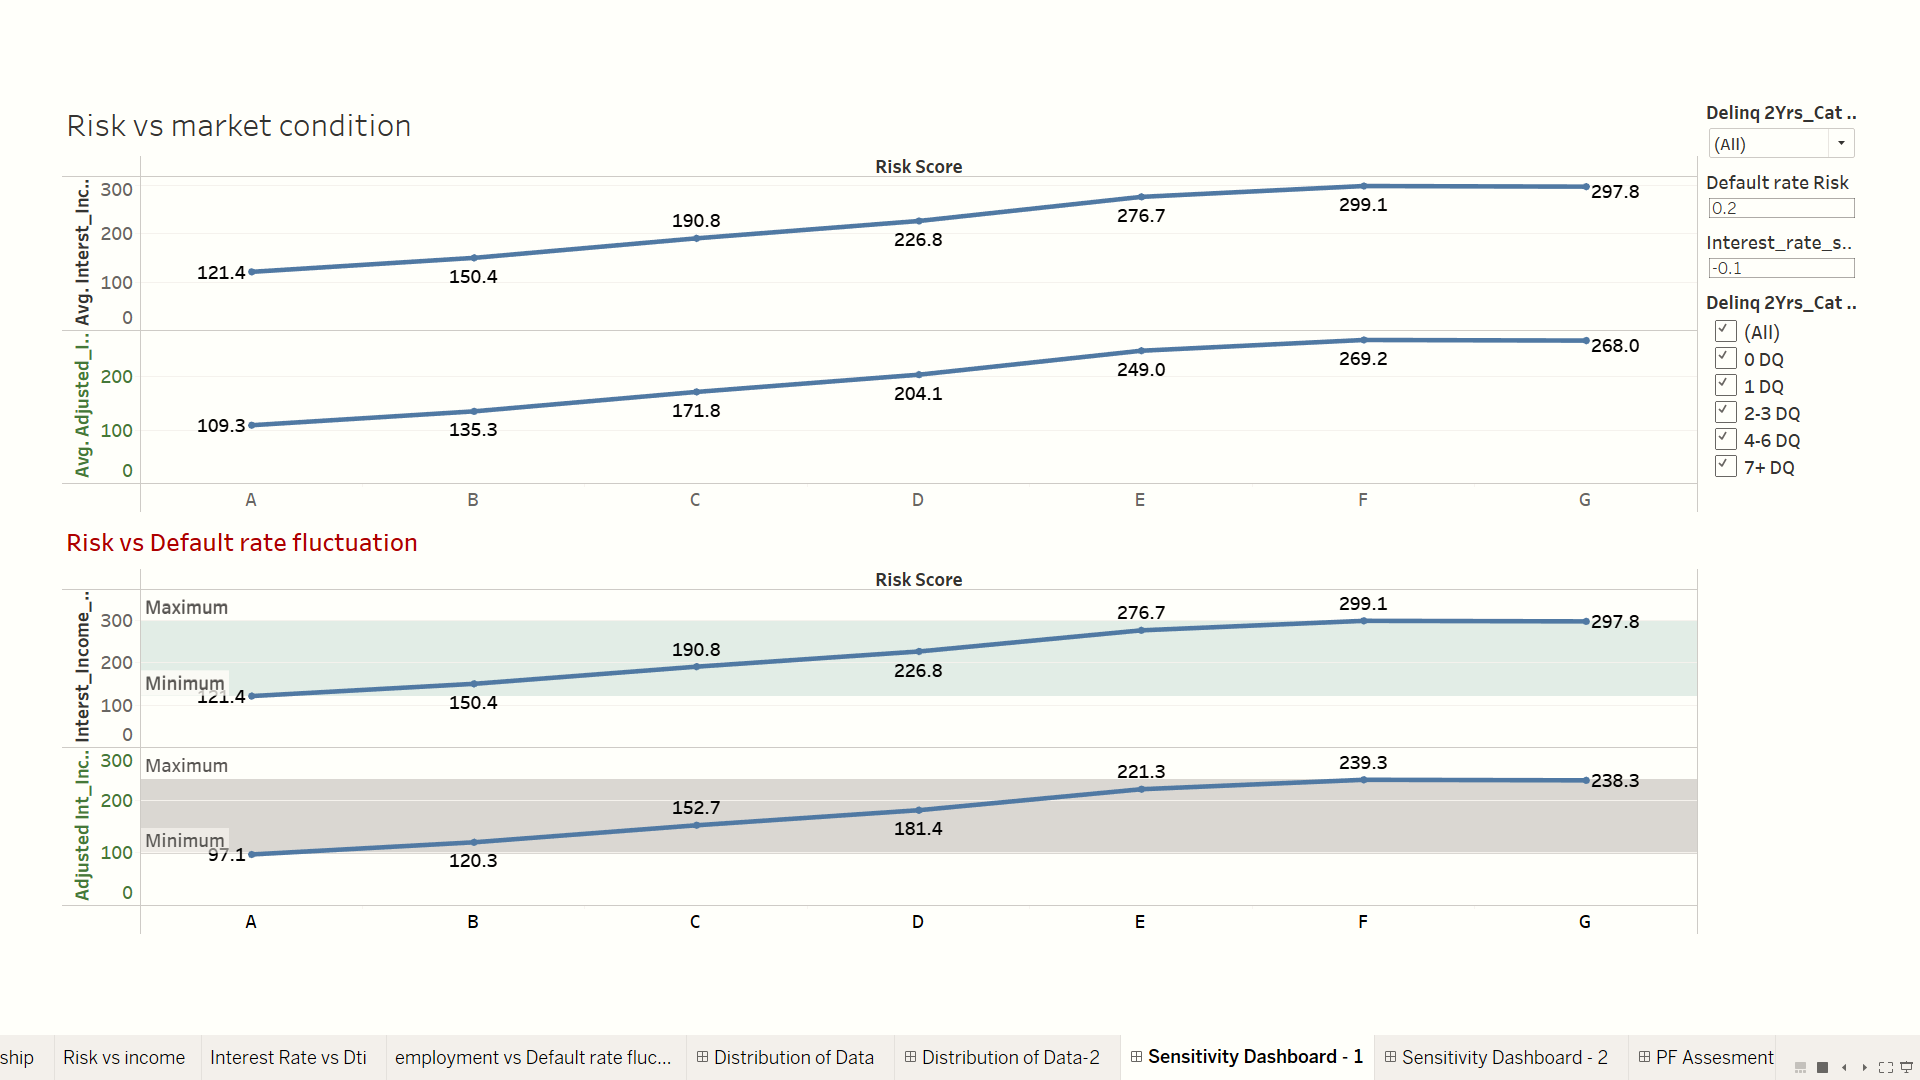 Risk vs market condition
Risk Score
Avg. Interst_Inc..
300
200
100
0
121.4
150.4
190.8
226.8
276.7
299.1
297.8
Avg. Adjusted_I..
200
100
0
109.3
135.3
171.8
204.1
249.0
269.2
268.0
A B C D E F G
Risk vs Default rate fluctuation
Risk Score
Interst_Income_..
300
200
100
0
Maximum
Minimum
121.4
150.4
190.8
226.8
276.7
299.1
297.8
Adjusted Int_Inc..
300
200
100
0
Maximum
Minimum
97.1
120.3
152.7
181.4
221.3
239.3
238.3
A B C D E F G
Delinq 2Yrs_Cat ..
(All)
Default rate Risk
0.2
Interest_rate_s..
-0.1
Delinq 2Yrs_Cat ..
(All)
0 DQ
1 DQ
2-3 DQ
4-6 DQ
7+ DQ
ship Risk vs income Interest Rate vs Dti employment vs Default rate fluc... Distribution of Data Distribution of Data-2 Sensitivity Dashboard - 1 Sensitivity Dashboard - 2 PF Assesment